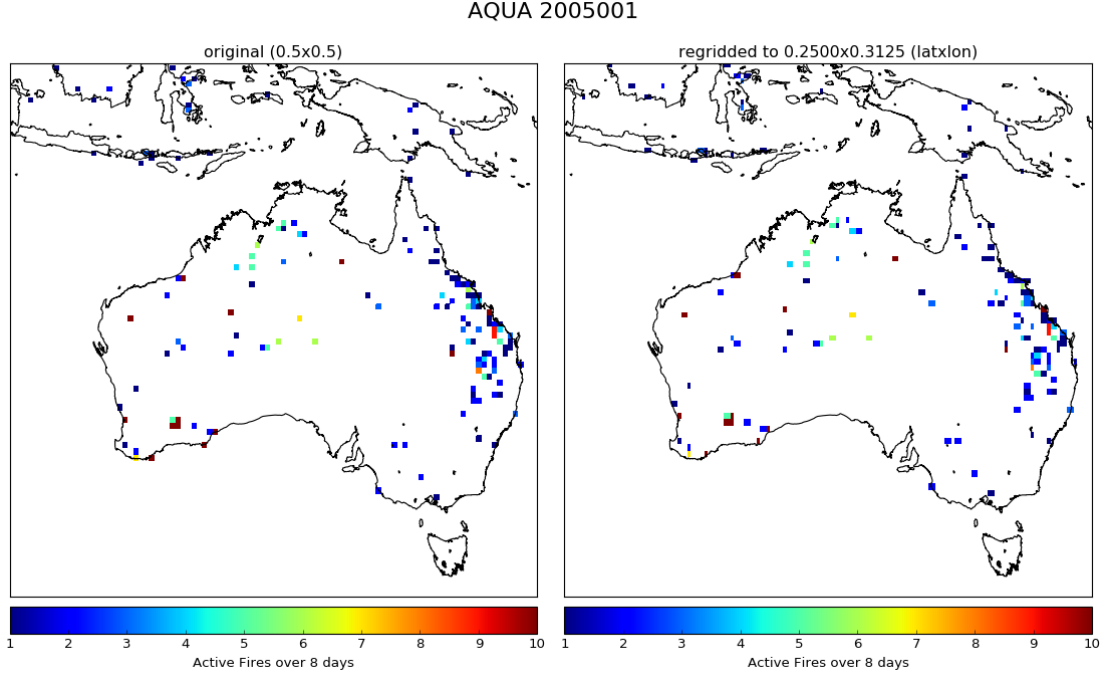 AQUA 2005001
original (0.5x0.5)
regridded to 0.2500x0.3125 (latxlon)
1 2 3 4 5 6 7 8 9 10
Active Fires over 8 days
1 2 3 4 5 6 7 8 9 10
Active Fires over 8 days